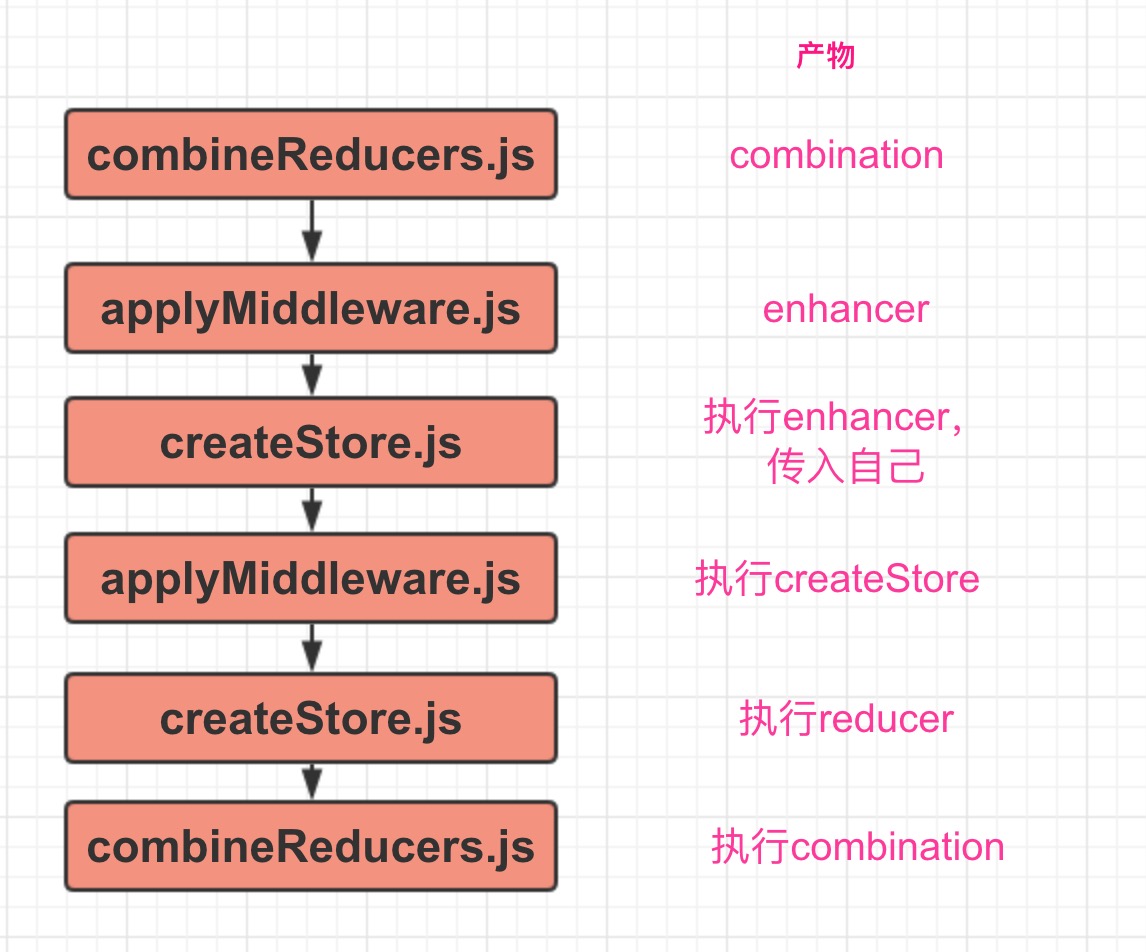 产物
combineReducers.js
combination
applyMiddleware.js
enhancer
createStore.js
执行enhancer，
传入自己
applyMiddleware.js
执行createStore
createStore.js
执行reducer
combineReducers.js
执行combination